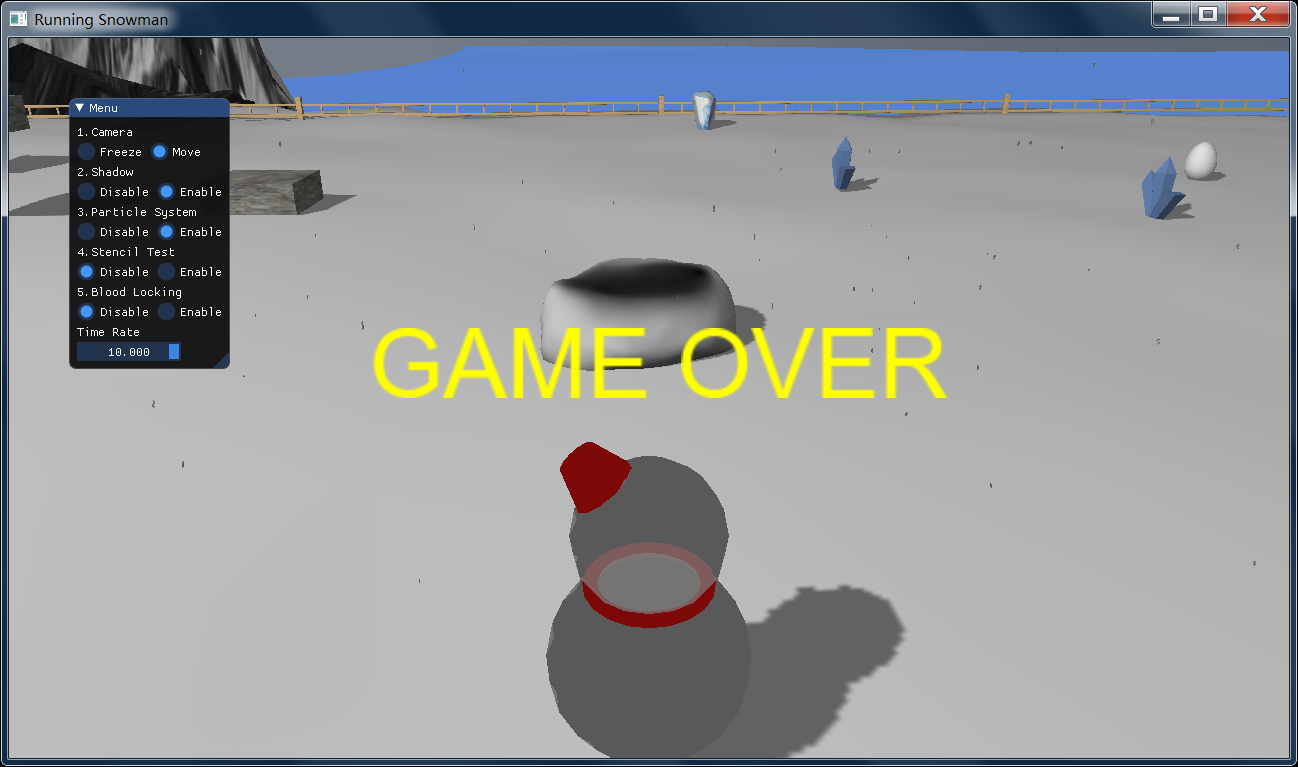 Running Snowman
Menu
1.Camera
Freeze Move
2.Shadow
Disable Enable
3.Particle System
Disable Enable
4.Stencil Test
Disable Enable
5.Blood Locking
Disable Enable
Time Rate
10.000
GAME OVER